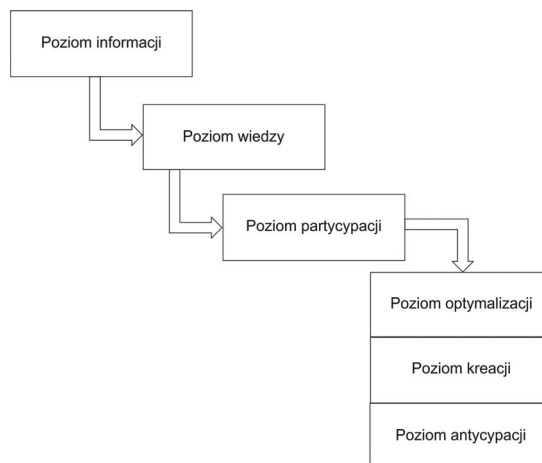 Poziom informacji
Poziom wiedzy
Poziom partycypacji
Poziom optymalizacji
Poziom kreacji
Poziom antycypacji